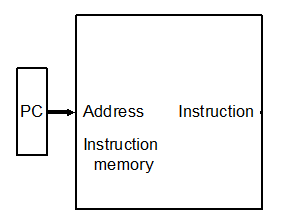 PC Address Instruction
Instruction
memory